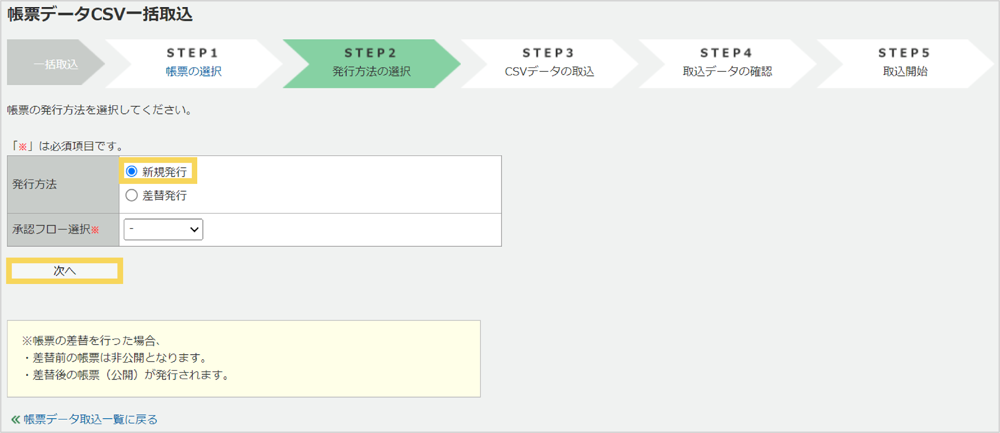 帳票データCSV一括取込
一括取込
STEP1
帳票の選択
STEP2
発行方法の選択
STEP3
CSVデータの取込
STEP4
取込データの確認
STEP5
取込開始
帳票の発行方法を選択してください。
「※」は必須項目です。
発行方法
新規発行
差替発行
承認フロー選択※
-
次へ
※帳票の差替を行った場合、
・差替前の帳票は非公開となります。
・差替後の帳票（公開）が発行されます。
« 帳票データ取込一覧に戻る